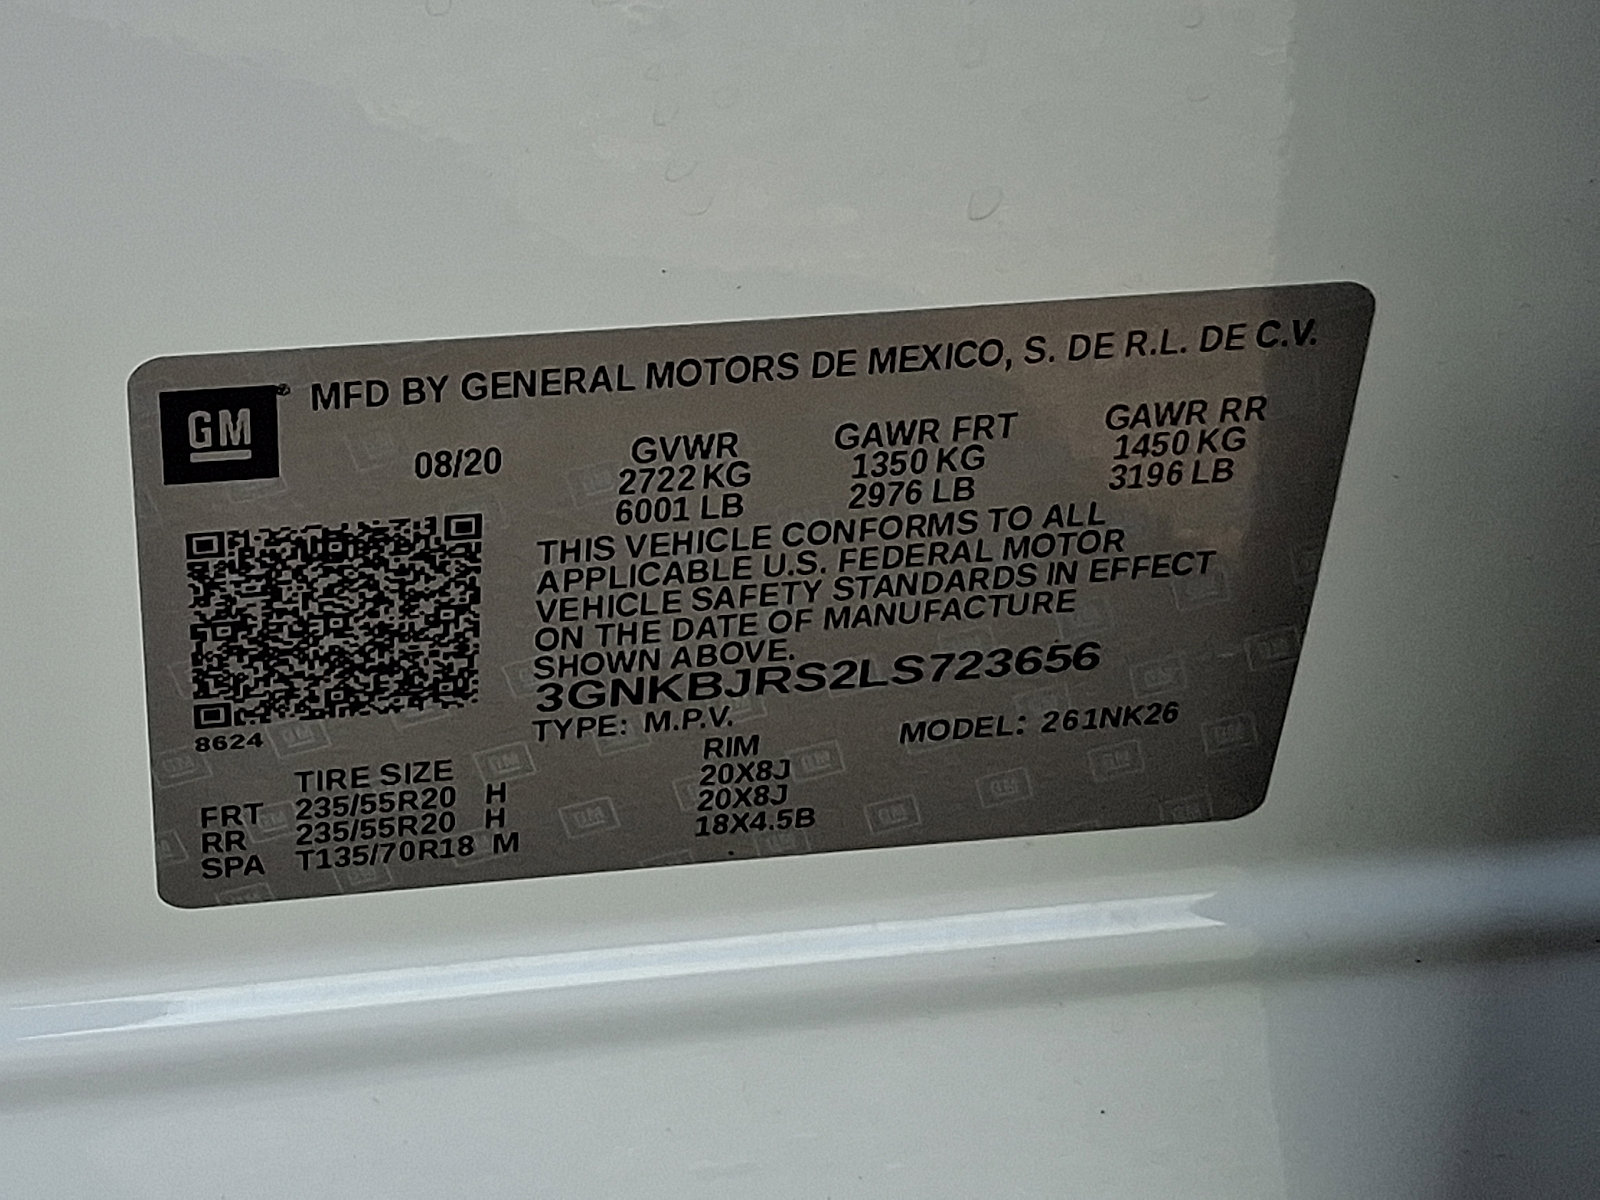 GM ® MFD BY GENERAL MOTORS DE MEXICO, S. DE R.L. DE C.V.
08/20 GVWR GAWR FRT GAWR RR
2722 KG 1350 KG 1450 KG
6001 LB 2976 LB 3196 LB
THIS VEHICLE CONFORMS TO ALL
APPLICABLE U.S. FEDERAL MOTOR
VEHICLE SAFETY STANDARDS IN EFFECT
ON THE DATE OF MANUFACTURE
SHOWN ABOVE.
3GNKBJRS2LS723656
8624
TYPE: M.P.V. MODEL: 261NK26
TIRE SIZE RIM
FRT 235/55R20 H 20X8J
RR 235/55R20 H 20X8J
SPA T135/70R18 M 18X4.5B